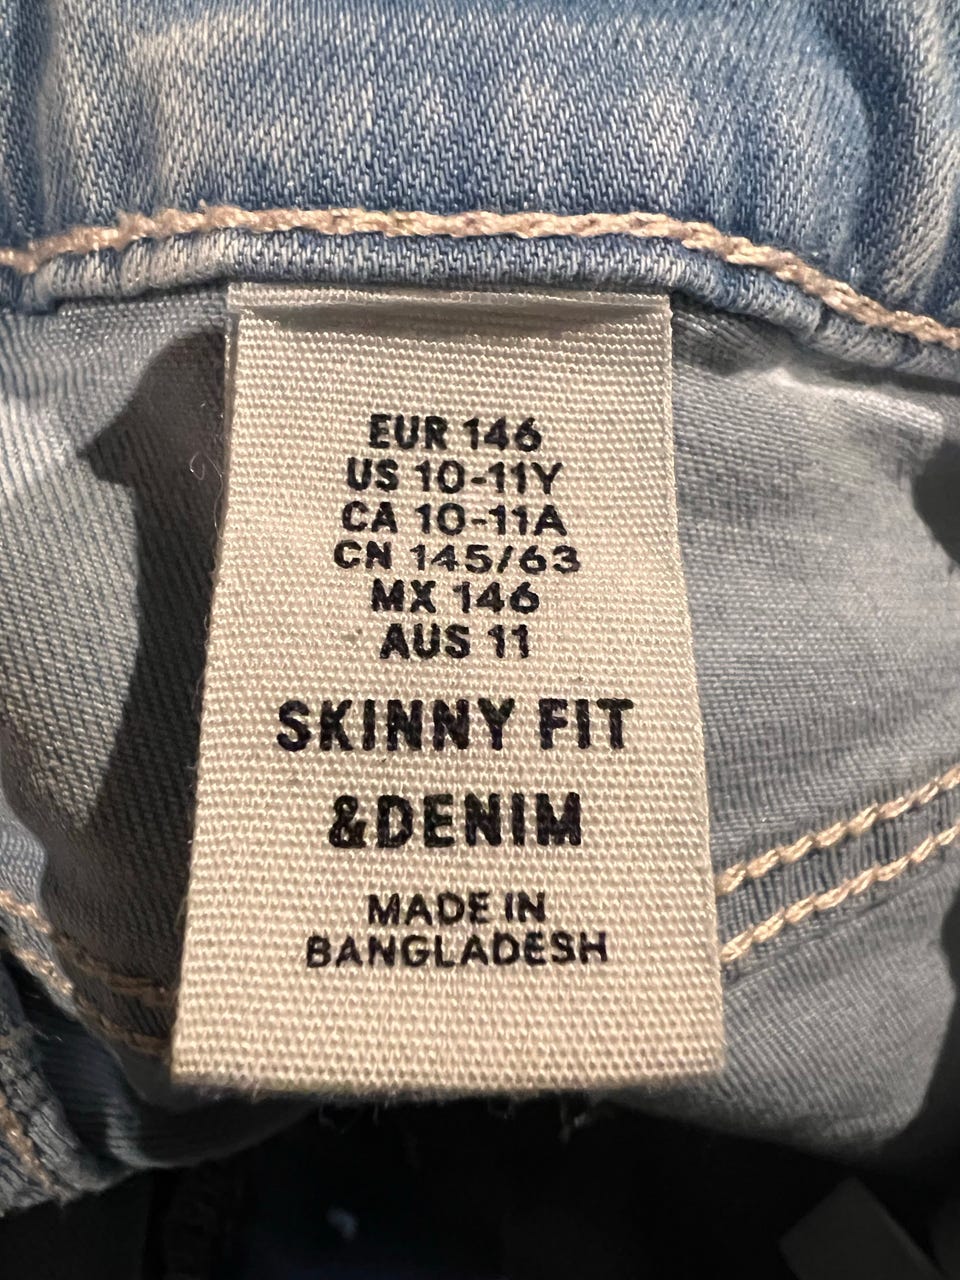 EUR 146
US 10-11Y
CA 10-11A
CN 145/63
MX 146
AUS 11
SKINNY FIT
&DENIM
MADE IN
BANGLADESH